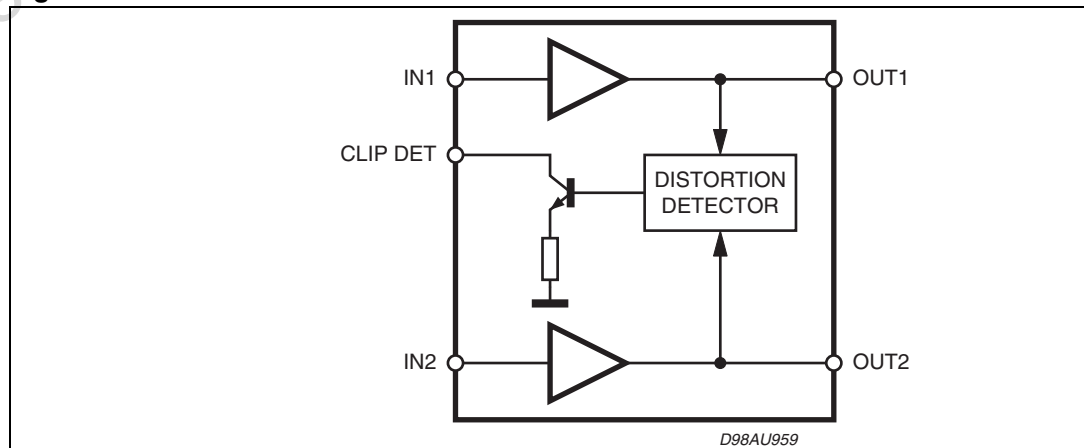 IN1
OUT1
CLIP DET
DISTORTION
DETECTOR
IN2
OUT2
D98AU959